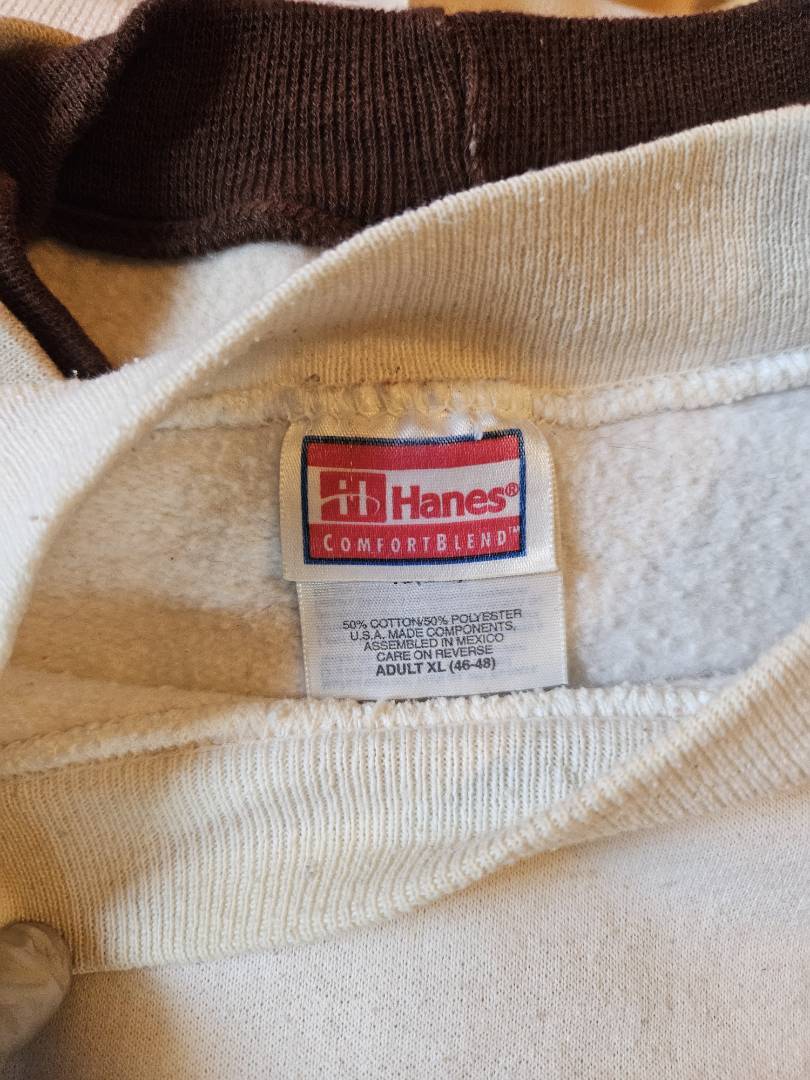 Hanes®
COMFORTBLEND™
50% COTTON/50% POLYESTER
U.S.A. MADE COMPONENTS,
ASSEMBLED IN MEXICO
CARE ON REVERSE
ADULT XL (46-48)